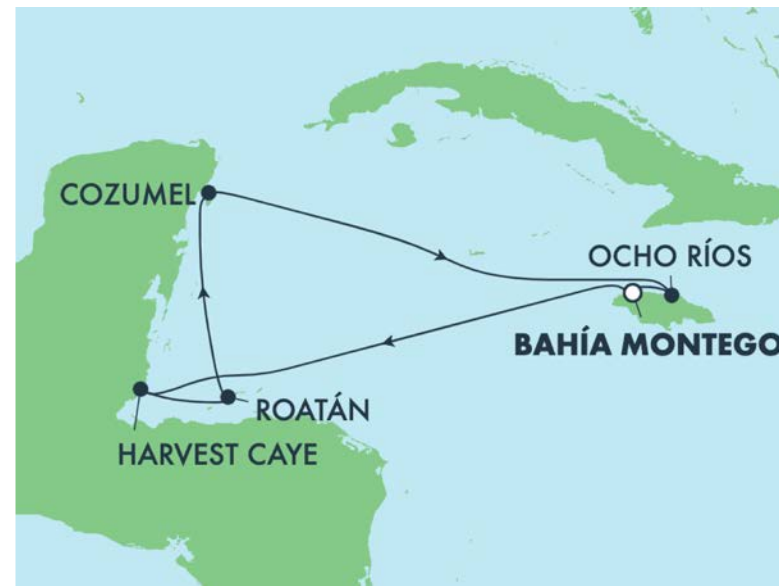 COZUMEL
OCHO RÍOS
BAHÍA MONTEGO
ROATÁN
HARVEST CAYE